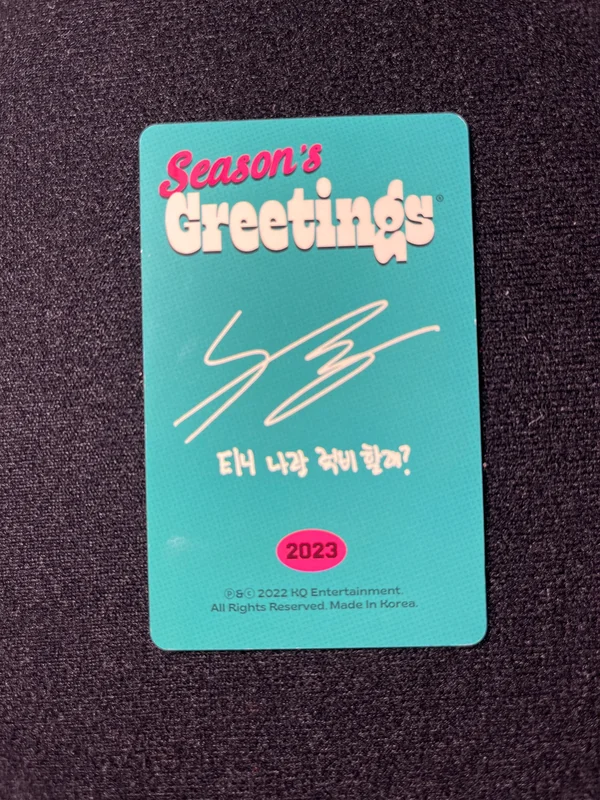 Season's
Greetings®
티니 나랑 럭비 할래?
2023
Ⓟ&ⓒ 2022 KQ Entertainment.
All Rights Reserved. Made In Korea.